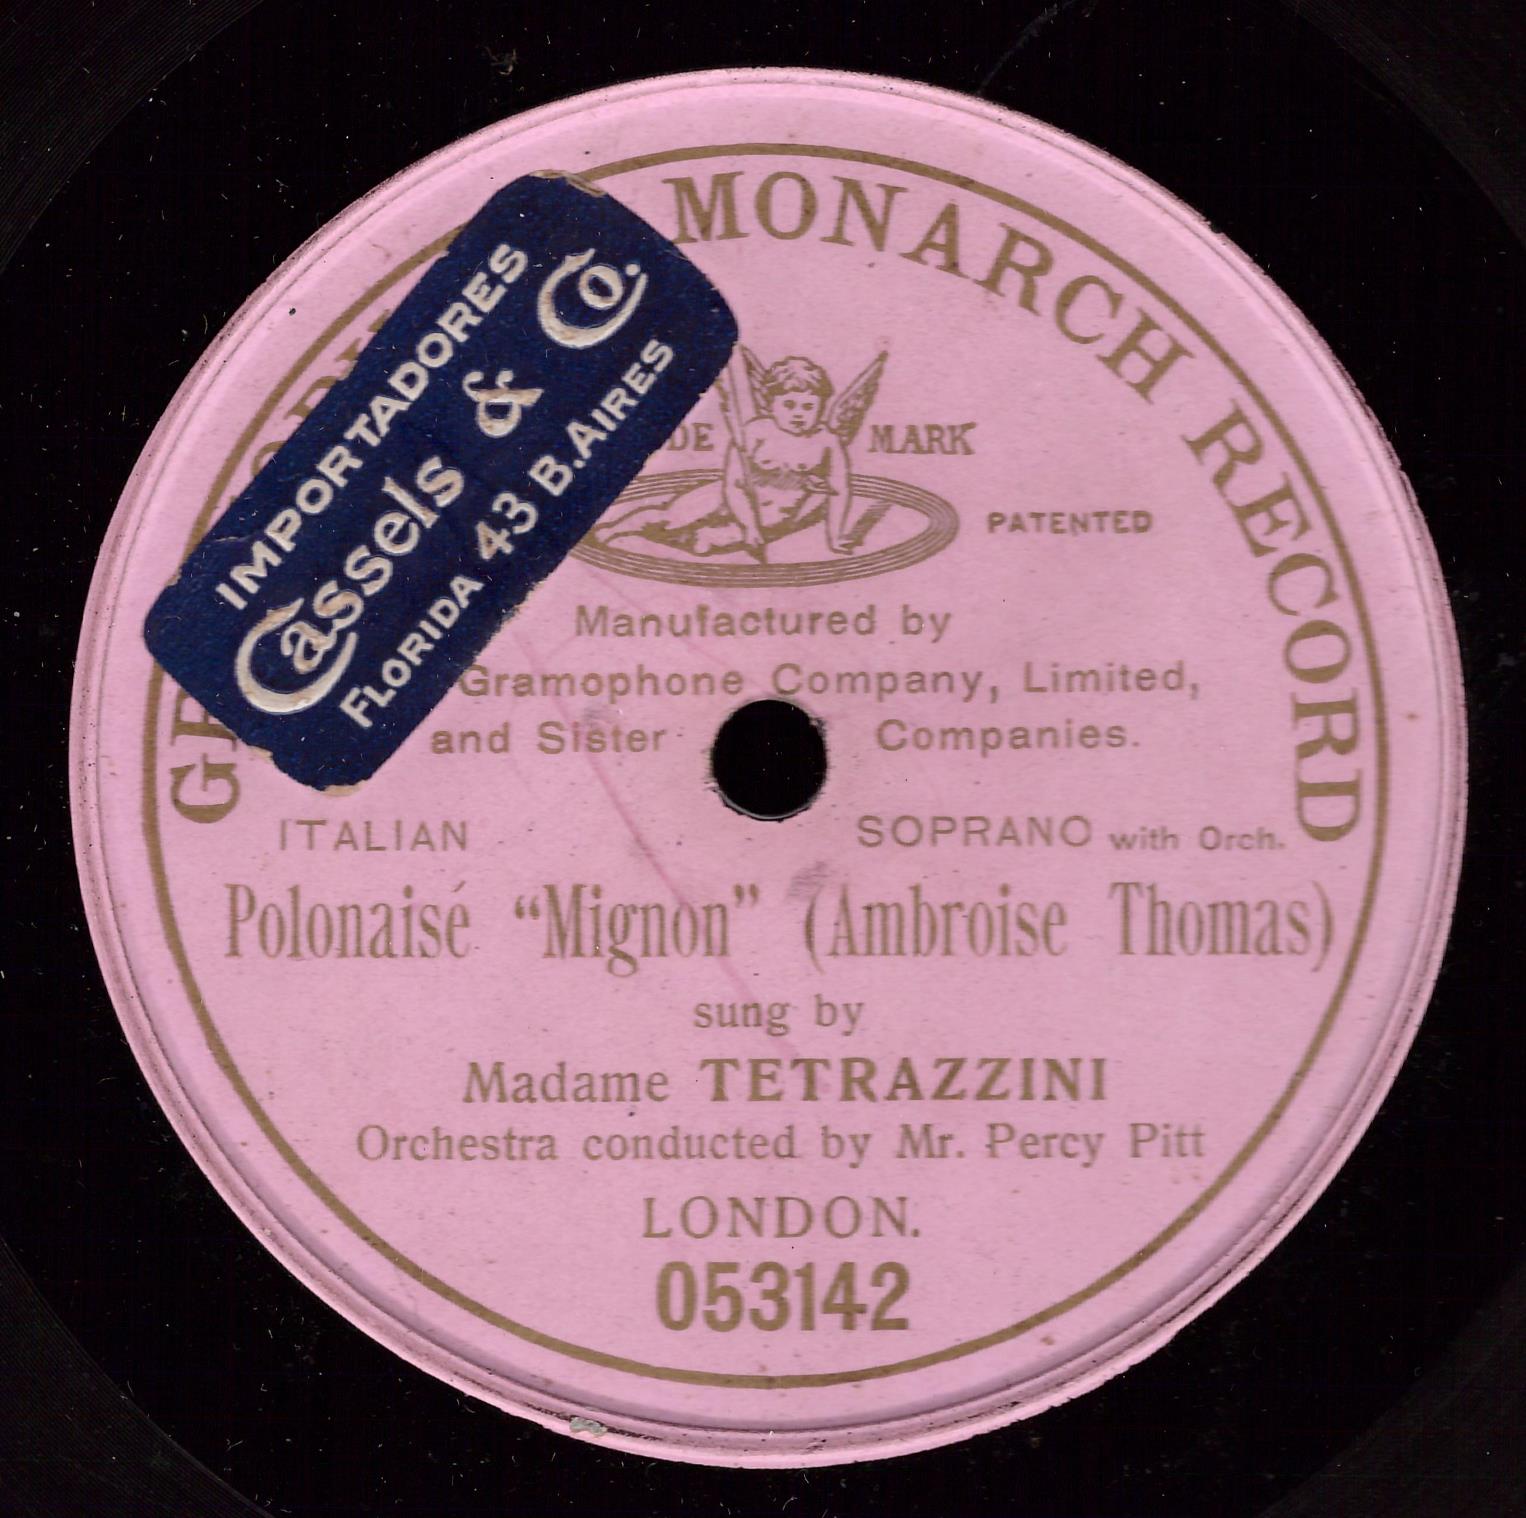 MONARCH RECORD
IMPORTADORES
Cassels & Co.
FLORIDA 43 B.AIRES
MARK
PATENTED
Manufactured by
Gramophone Company, Limited,
and Sister Companies.
ITALIAN
SOPRANO with Orch.
Polonaisé “Mignon” (Ambroise Thomas)
sung by
Madame TETRAZZINI
Orchestra conducted by Mr. Percy Pitt
LONDON.
053142